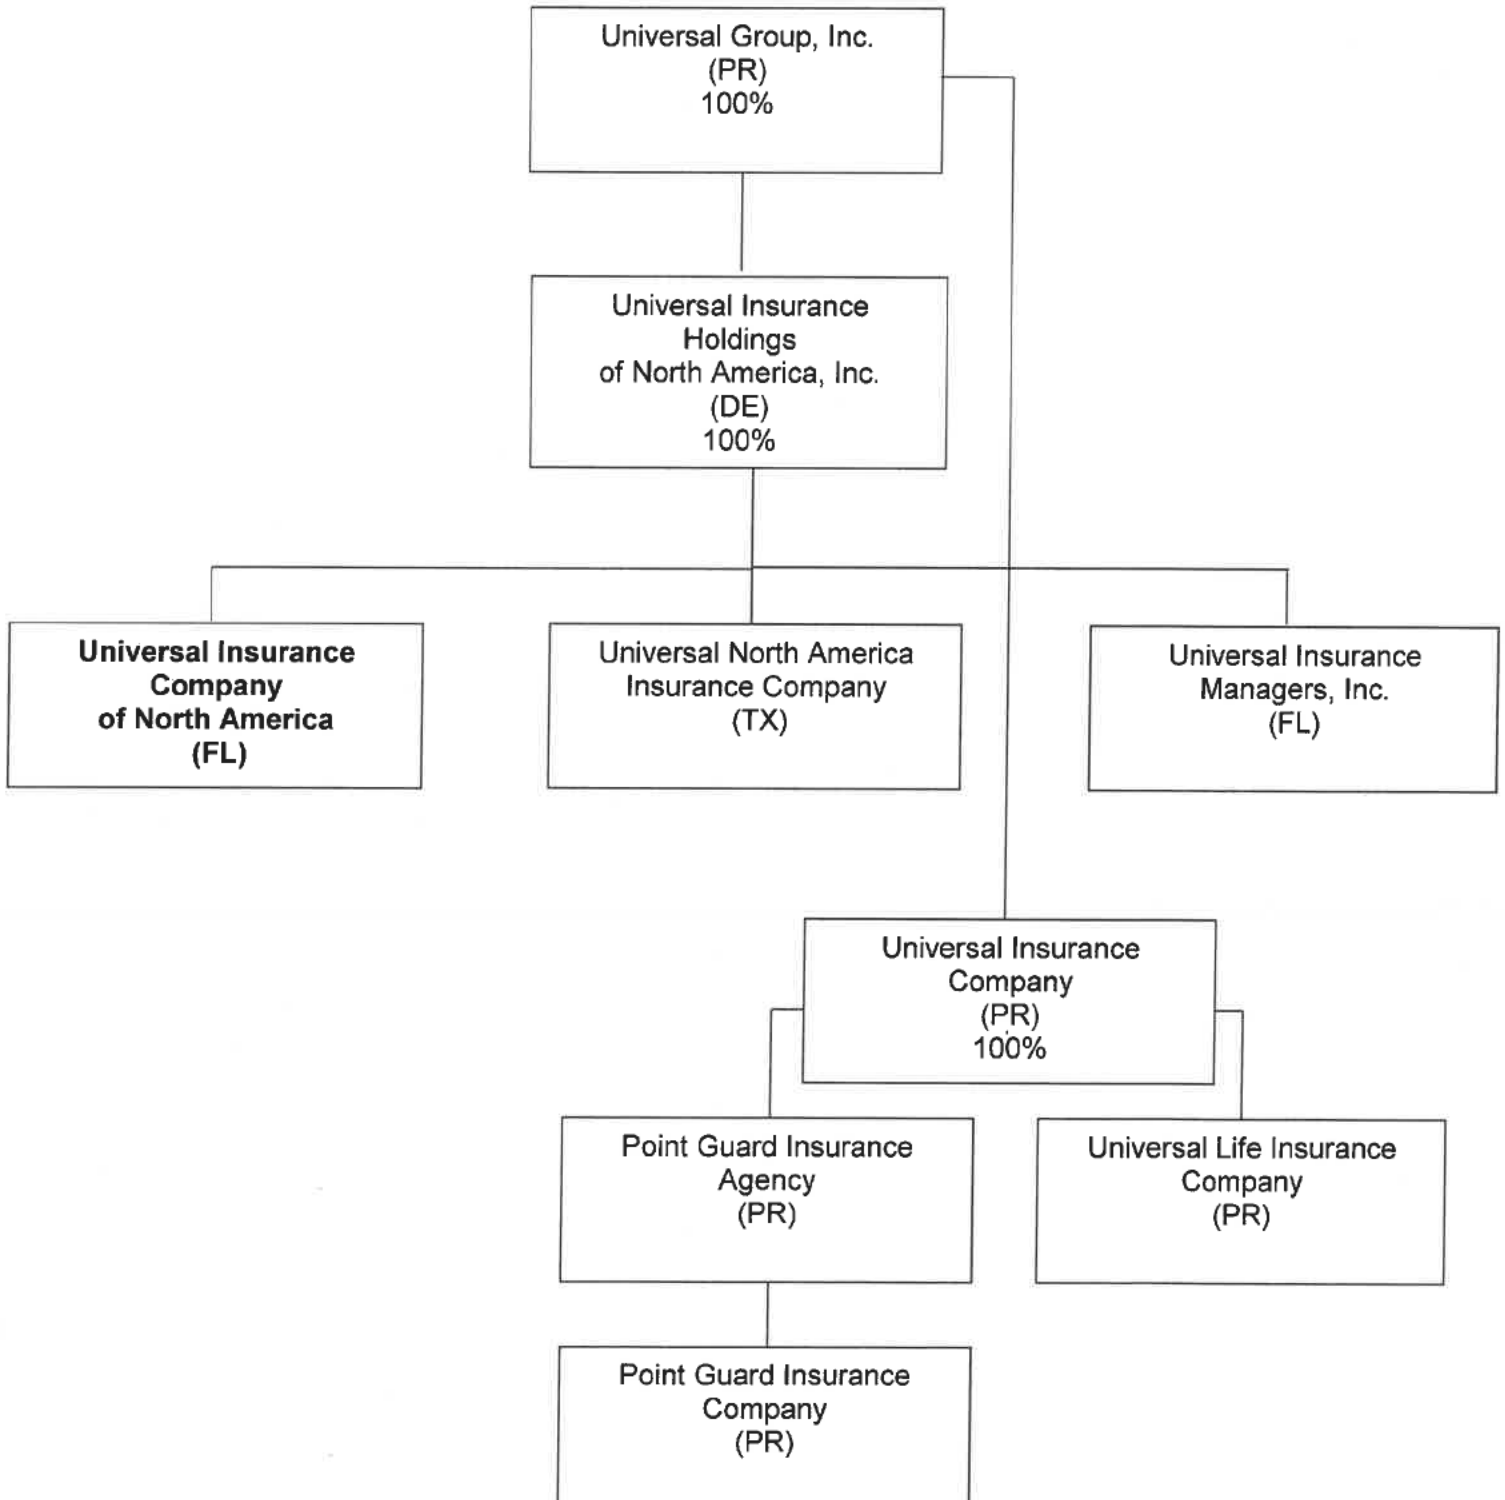 Universal Group, Inc.
(PR)
100%
Universal Insurance
Holdings
of North America, Inc.
(DE)
100%
Universal Insurance
Company
of North America
(FL)
Universal North America
Insurance Company
(TX)
Universal Insurance
Managers, Inc.
(FL)
Universal Insurance
Company
(PR)
100%
Point Guard Insurance
Agency
(PR)
Universal Life Insurance
Company
(PR)
Point Guard Insurance
Company
(PR)